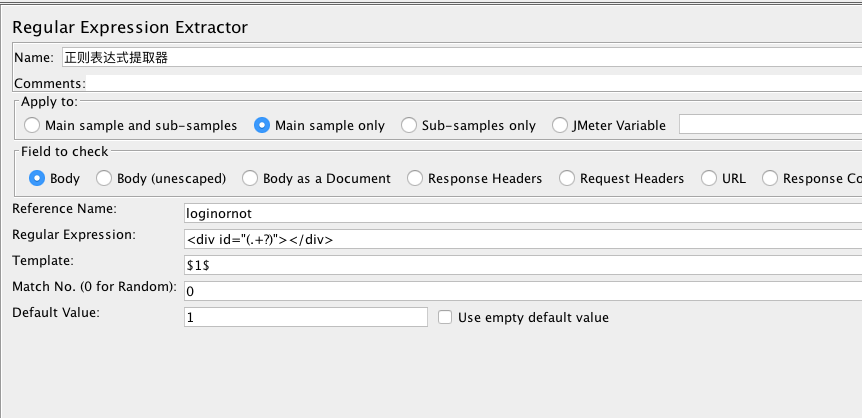 Regular Expression Extractor
Name: 正则表达式提取器
Comments:
Apply to:
Main sample and sub-samples Main sample only Sub-samples only JMeter Variable
Field to check
Body Body (unescaped) Body as a Document Response Headers Request Headers URL Response Co
Reference Name: loginornot
Regular Expression: <div id="(.+?)"></div>
Template: $1$
Match No. (0 for Random): 0
Default Value: 1 Use empty default value